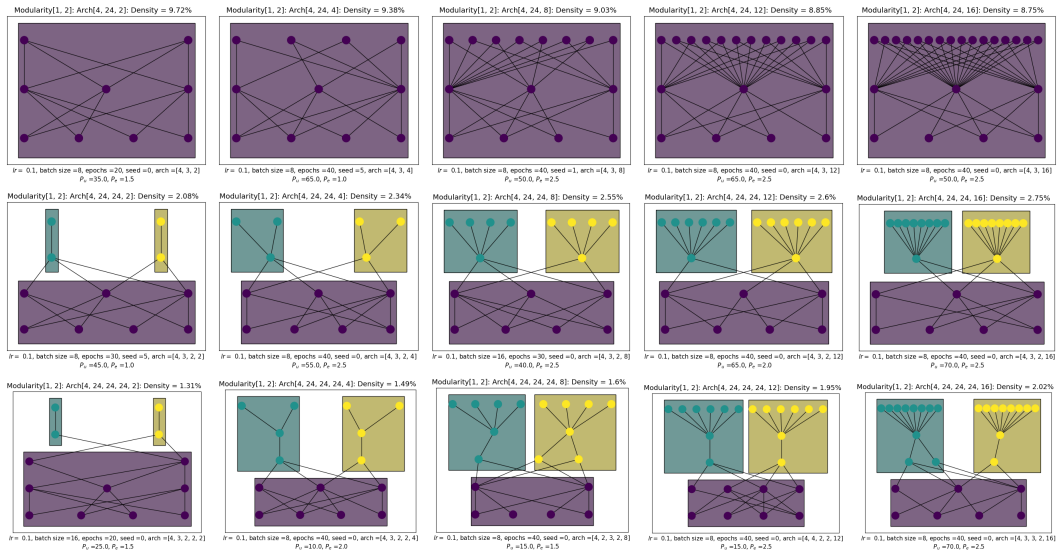 Modularity[1, 2]: Arch[4, 24, 2]: Density = 9.72%
lr = 0.1, batch size=8, epochs =20, seed =0, arch =[4, 3, 2]
Pu =35.0, Pe =1.5
Modularity[1, 2]: Arch[4, 24, 4]: Density = 9.38%
lr = 0.1, batch size=8, epochs =40, seed =5, arch =[4, 3, 4]
Pu =65.0, Pe =1.0
Modularity[1, 2]: Arch[4, 24, 8]: Density = 9.03%
lr = 0.1, batch size=8, epochs =40, seed =1, arch =[4, 3, 8]
Pu =50.0, Pe =2.5
Modularity[1, 2]: Arch[4, 24, 12]: Density = 8.85%
lr = 0.1, batch size=8, epochs =40, seed =0, arch =[4, 3, 12]
Pu =65.0, Pe =2.5
Modularity[1, 2]: Arch[4, 24, 16]: Density = 8.75%
lr = 0.1, batch size=8, epochs =40, seed =0, arch =[4, 3, 16]
Pu =50.0, Pe =2.5
Modularity[1, 2]: Arch[4, 24, 24, 2]: Density = 2.08%
lr = 0.1, batch size=8, epochs =30, seed =5, arch =[4, 3, 2, 2]
Pu =45.0, Pe =1.0
Modularity[1, 2]: Arch[4, 24, 24, 4]: Density = 2.34%
lr = 0.1, batch size=8, epochs =40, seed =0, arch =[4, 3, 2, 4]
Pu =55.0, Pe =2.5
Modularity[1, 2]: Arch[4, 24, 24, 8]: Density = 2.55%
lr = 0.1, batch size=16, epochs =30, seed =0, arch =[4, 3, 2, 8]
Pu =40.0, Pe =2.5
Modularity[1, 2]: Arch[4, 24, 24, 12]: Density = 2.6%
lr = 0.1, batch size=8, epochs =40, seed =0, arch =[4, 3, 2, 12]
Pu =65.0, Pe =2.0
Modularity[1, 2]: Arch[4, 24, 24, 16]: Density = 2.75%
lr = 0.1, batch size=8, epochs =40, seed =0, arch =[4, 3, 2, 16]
Pu =70.0, Pe =2.5
Modularity[1, 2]: Arch[4, 24, 24, 24, 2]: Density = 1.31%
lr = 0.1, batch size=16, epochs =20, seed =0, arch =[4, 3, 2, 2, 2]
Pu =25.0, Pe =1.5
Modularity[1, 2]: Arch[4, 24, 24, 24, 4]: Density = 1.49%
lr = 0.1, batch size=8, epochs =40, seed =0, arch =[4, 3, 2, 2, 4]
Pu =10.0, Pe =2.0
Modularity[1, 2]: Arch[4, 24, 24, 24, 8]: Density = 1.6%
lr = 0.1, batch size=8, epochs =40, seed =0, arch =[4, 2, 3, 2, 8]
Pu =15.0, Pe =1.5
Modularity[1, 2]: Arch[4, 24, 24, 24, 12]: Density = 1.95%
lr = 0.1, batch size=8, epochs =40, seed =0, arch =[4, 4, 2, 2, 12]
Pu =15.0, Pe =2.5
Modularity[1, 2]: Arch[4, 24, 24, 24, 16]: Density = 2.02%
lr = 0.1, batch size=8, epochs =40, seed =0, arch =[4, 3, 3, 2, 16]
Pu =70.0, Pe =2.5